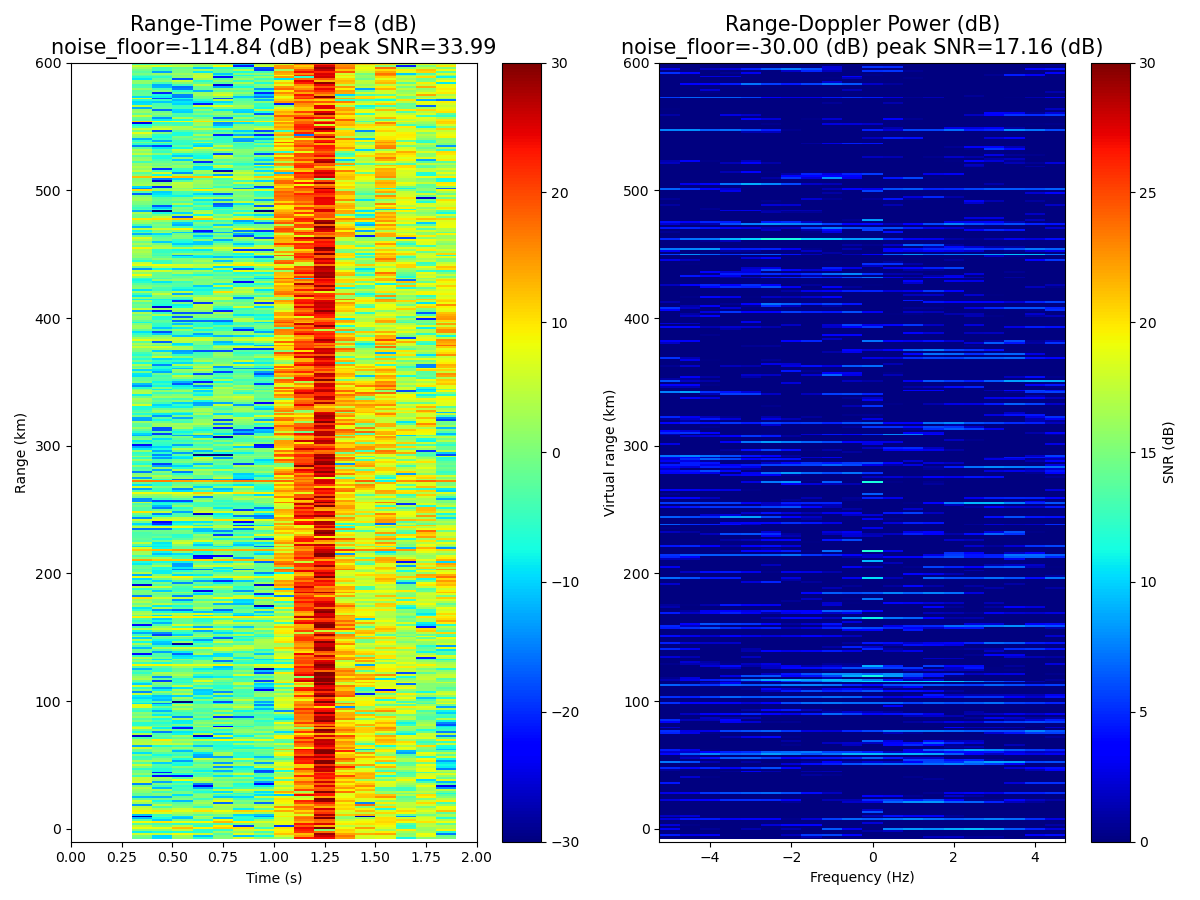 Range-Time Power f=8 (dB)
noise_floor=-114.84 (dB) peak SNR=33.99
600
500
400
300
200
100
0
Range (km)
0.00 0.25 0.50 0.75 1.00 1.25 1.50 1.75 2.00
Time (s)
30
20
10
0
−10
−20
−30
Range-Doppler Power (dB)
noise_floor=-30.00 (dB) peak SNR=17.16 (dB)
600
500
400
300
200
100
0
Virtual range (km)
−4 −2 0 2 4
Frequency (Hz)
30
25
20
15
10
5
0
SNR (dB)